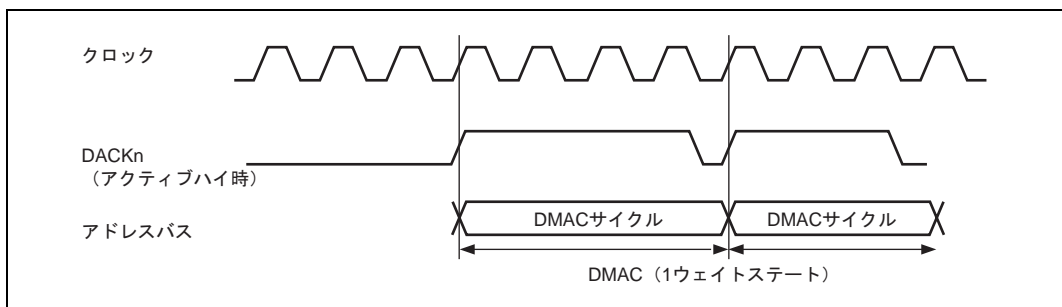 クロック
DACKn
（アクティブハイ時）
アドレスバス
DMACサイクル
DMACサイクル
DMAC（1ウェイトステート）